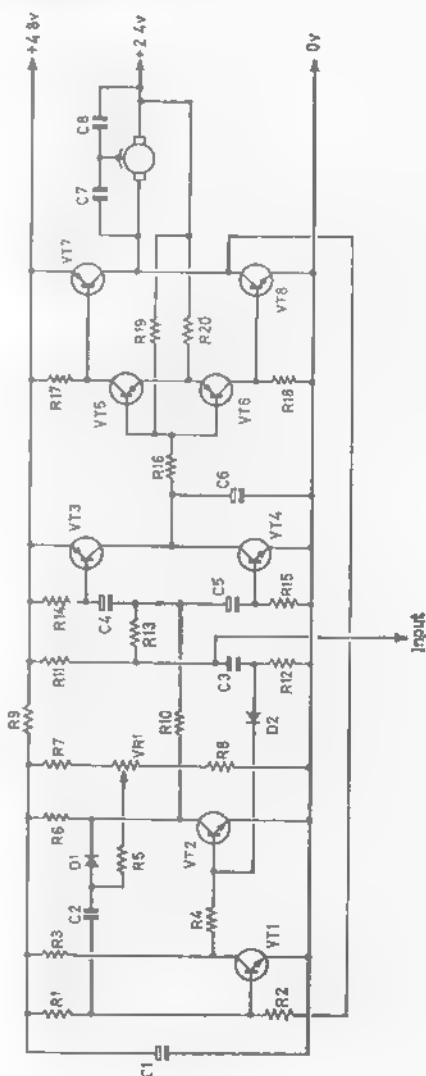 +4 8v
+2 4v
0v
C8
C7
VT7
VT8
R19
R20
R17
VT5
VT6
R18
R16
C6
VT3
VT4
R14
C4
C5
R15
R13
R11
C3
R12
Input
R9
R10
D2
R7
VR1
R8
R6
D1
R5
VT2
C2
R4
R3
VT1
R1
R2
C1